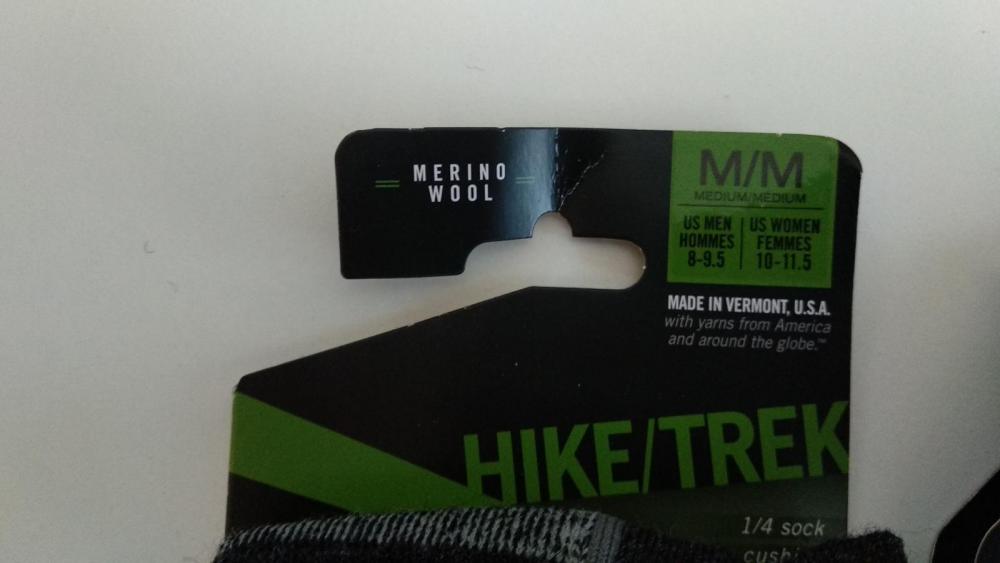 MERINO
WOOL
M/M
MEDIUM/MEDIUM
US MEN
HOMMES
8-9.5
US WOMEN
FEMMES
10-11.5
MADE IN VERMONT, U.S.A.
with yarns from America
and around the globe.™
HIKE/TREK
1/4 sock